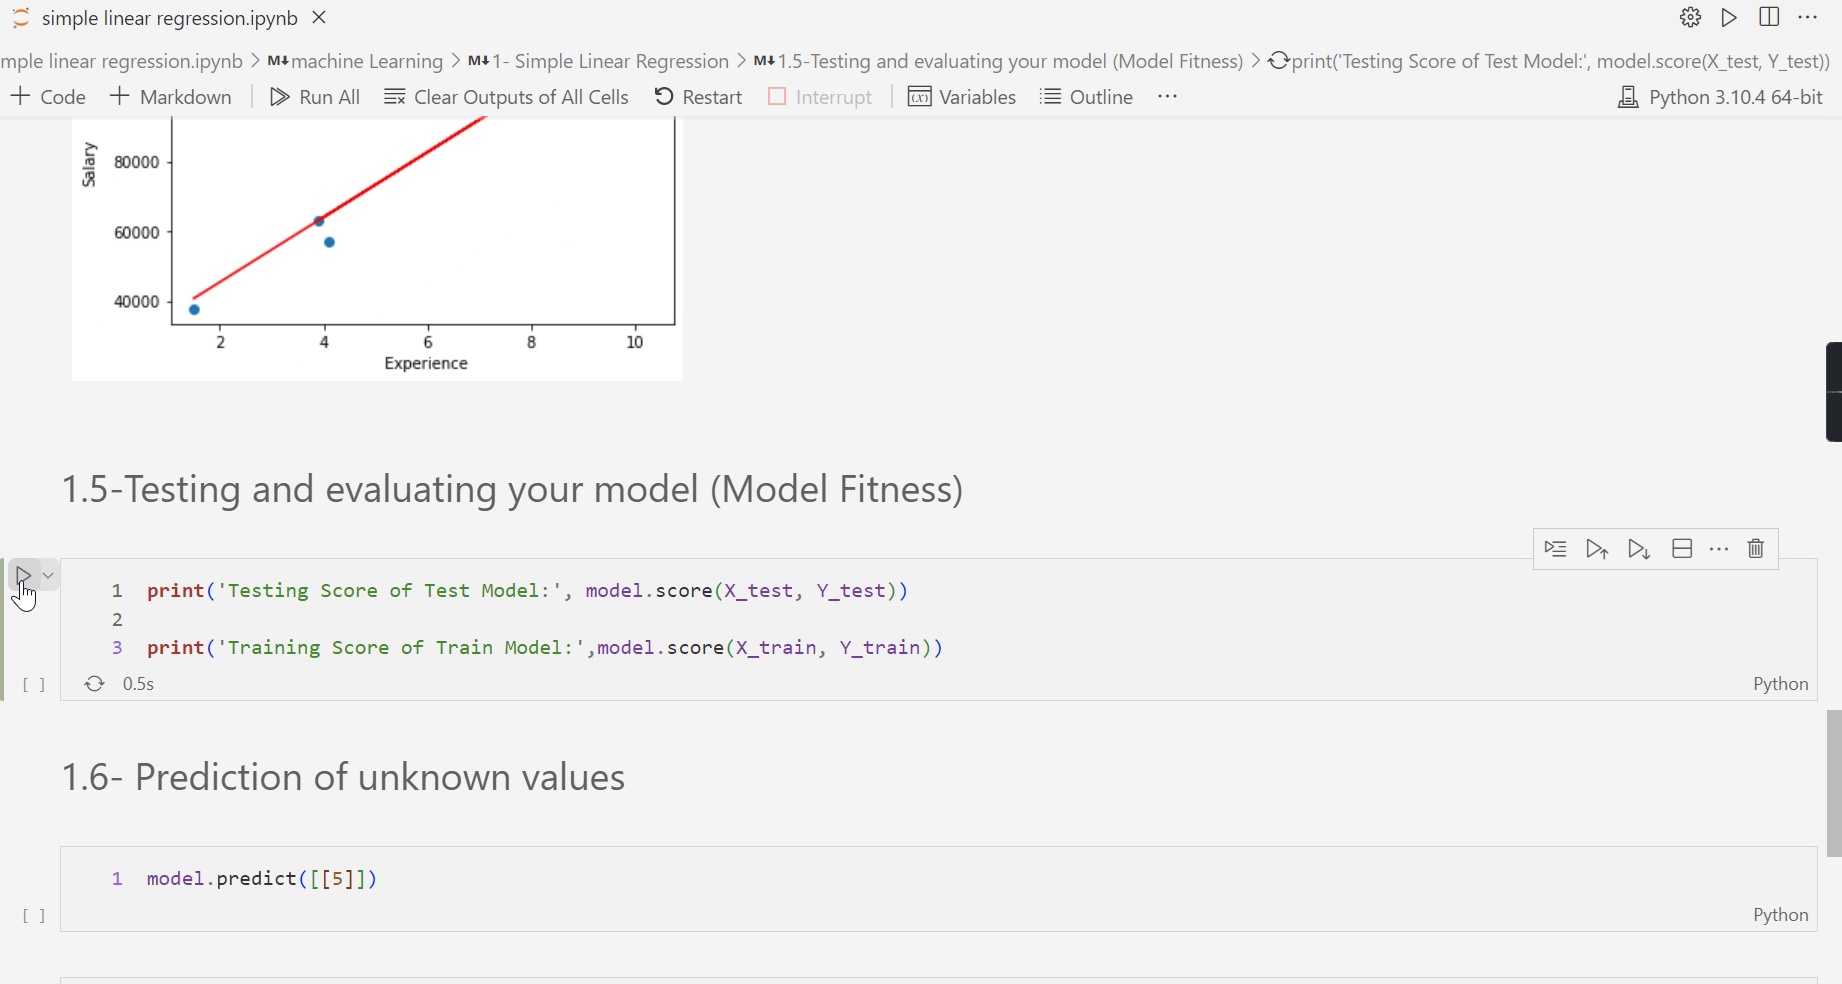 simple linear regression.ipynb
mple linear regression.ipynb > M↓machine Learning > M↓1- Simple Linear Regression > M↓1.5-Testing and evaluating your model (Model Fitness) > print('Testing Score of Test Model:', model.score(X_test, Y_test))
+ Code + Markdown Run All Clear Outputs of All Cells Restart Interrupt (x) Variables Outline ... Python 3.10.4 64-bit
Salary
80000
60000
40000
2 4 6 8 10
Experience
1.5-Testing and evaluating your model (Model Fitness)
1 print('Testing Score of Test Model:', model.score(X_test, Y_test))
2
3 print('Training Score of Train Model:',model.score(X_train, Y_train))
[ ] 0.5s Python
1.6- Prediction of unknown values
1 model.predict([[5]])
[ ] Python